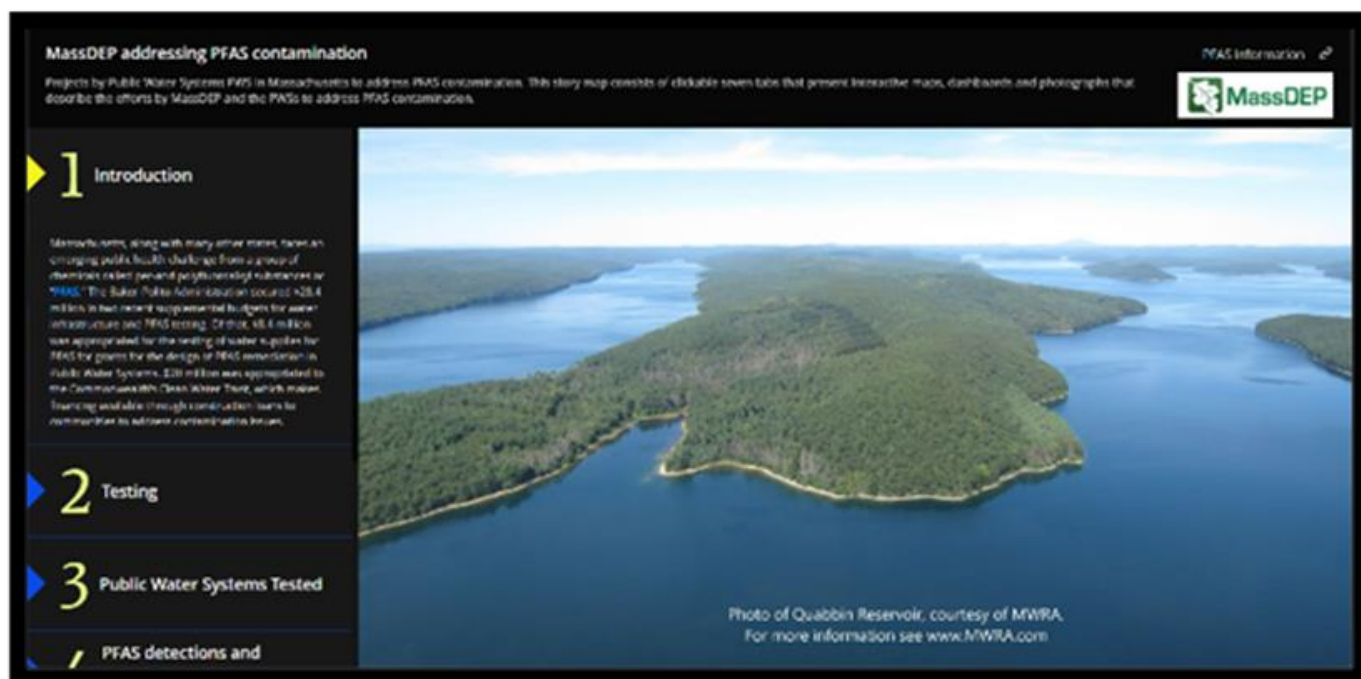 MassDEP addressing PFAS contamination
Projects by Public Water Systems PWS in Massachusetts to address PFAS contamination. This story map consists of clickable seven tabs that present interactive maps, dashboards and photographs that
describe the efforts by MassDEP and the PWSs to address PFAS contamination.
PFAS Information
MassDEP
1 Introduction
Massachusetts, along with many other states, faces an
emerging public health challenge from a group of
chemicals called per-and polyfluoroalkyl substances or
"PFAS." The Baker-Polito Administration secured
million in two recent supplemental budgets for water
infrastructure and PFAS testing. Of that, million
was appropriated for the testing of water supplies for
PFAS for grants for the design of PFAS remediation in
Public Water Systems. $20 million was appropriated to
the Commonwealth's Clean Water Trust, which makes
financing available through construction loans to
communities to address contamination issues.
2 Testing
3 Public Water Systems Tested
PFAS detections and
Photo of Quabbin Reservoir, courtesy of MWRA.
For more information see www.MWRA.com